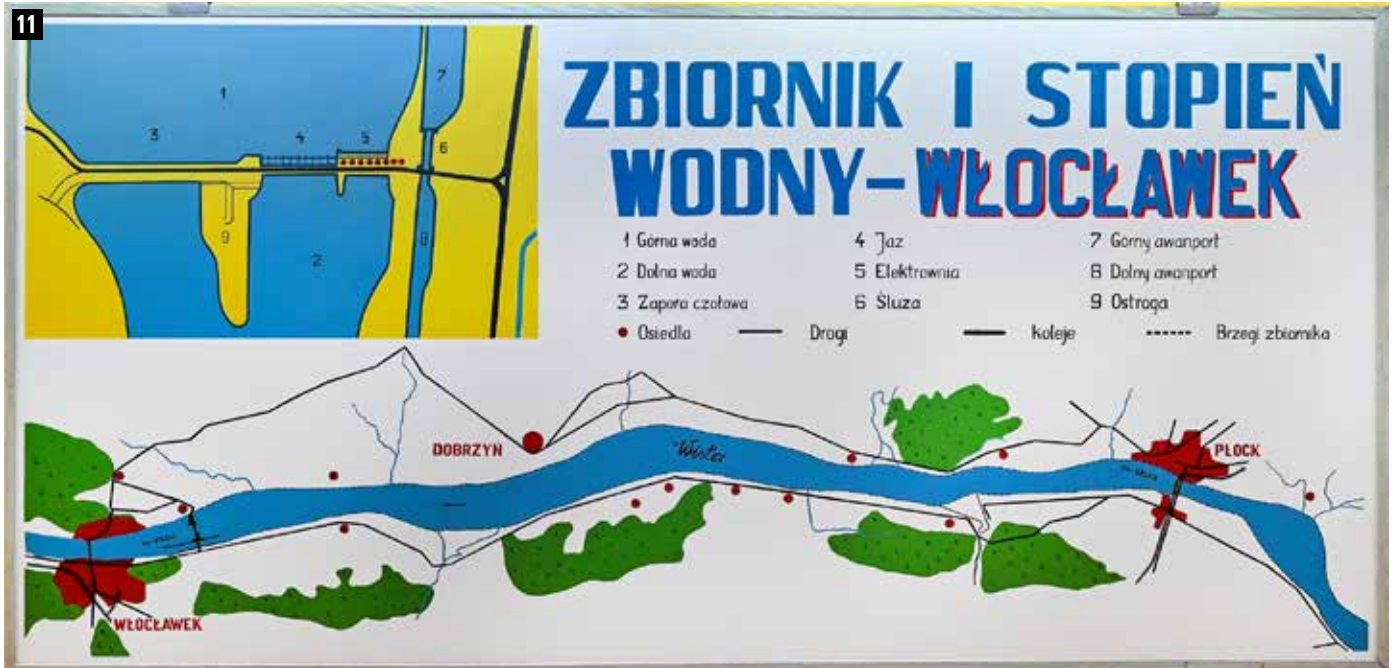 11
ZBIORNIK I STOPIEŃ
WODNY-WŁOCŁAWEK
1 Górna woda
2 Dolna woda
3 Zapora czołowa
4 Jaz
5 Elektrownia
6 Śluza
7 Górny awanport
8 Dolny awanport
9 Ostroga
Osiedla
Drogi
Koleje
Brzegi zbiornika
1
2
3
4
5
6
7
8
9
DOBRZYŃ
Wisła
PŁOCK
WŁOCŁAWEK